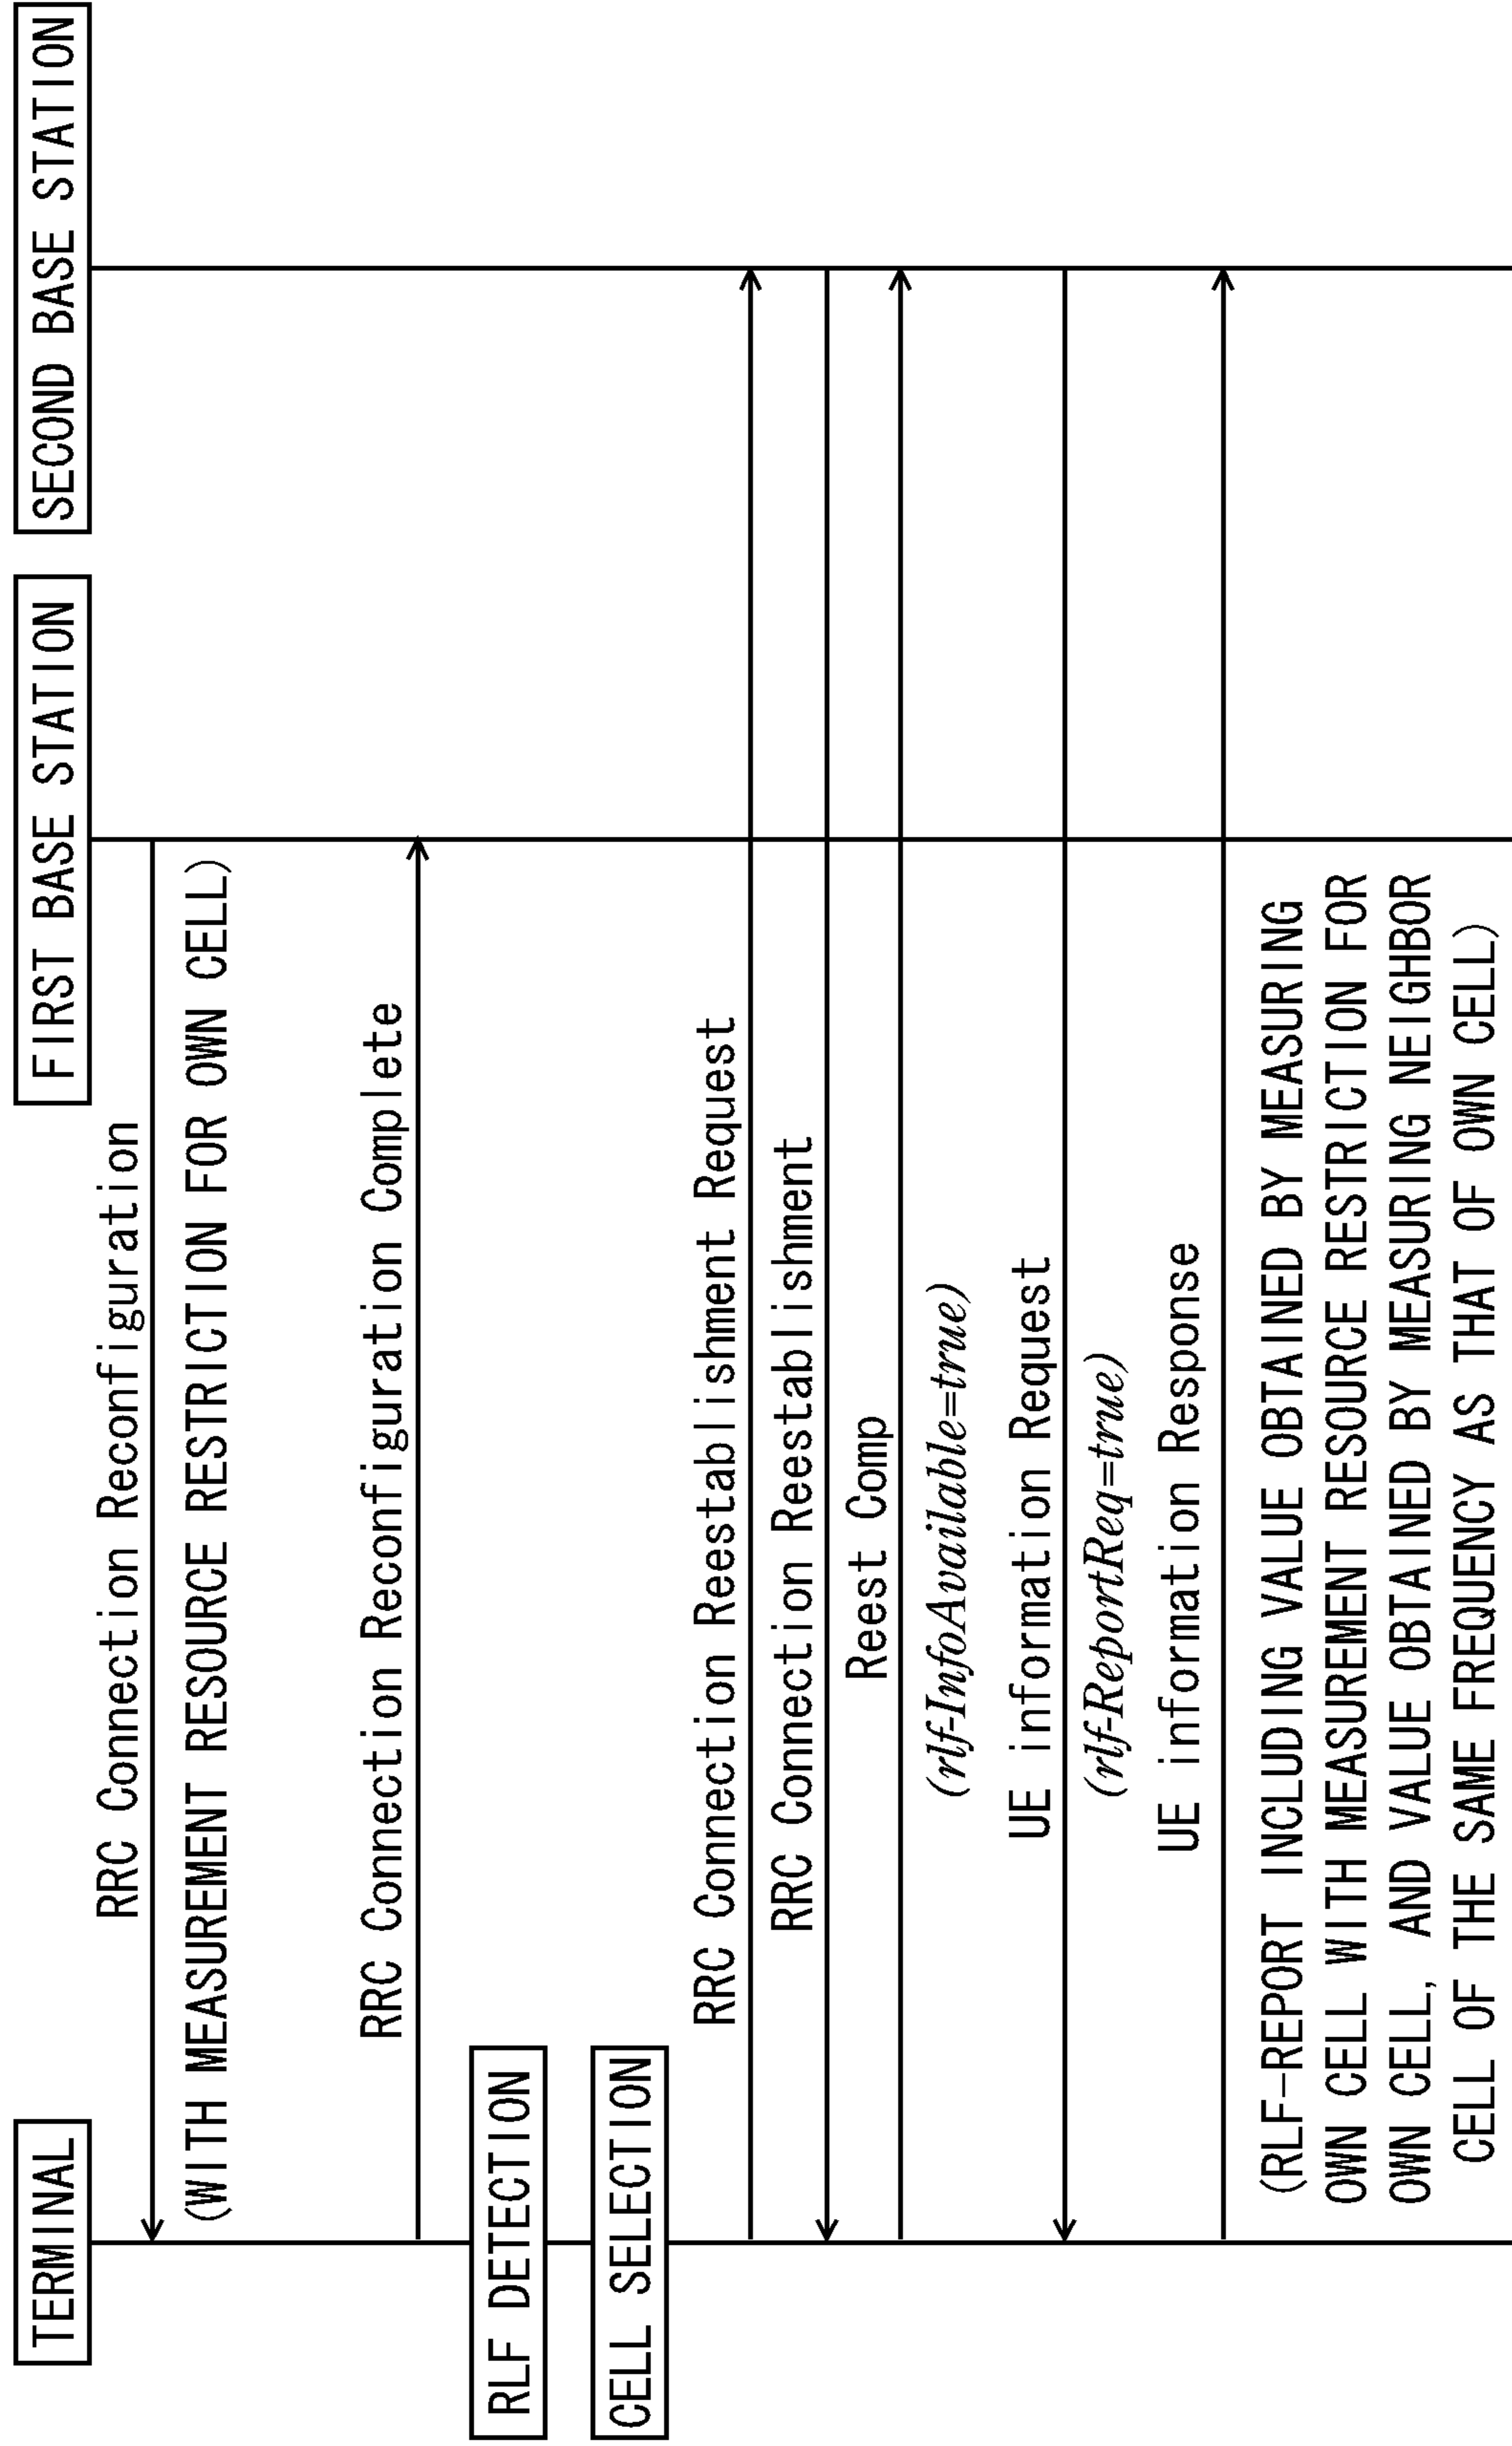 TERMINAL
FIRST BASE STATION
SECOND BASE STATION
RRC Connection Reconfiguration
(WITH MEASUREMENT RESOURCE RESTRICTION FOR OWN CELL)
RRC Connection Reconfiguration Complete
RLF DETECTION
CELL SELECTION
RRC Connection Reestablishment Request
RRC Connection Reestablishment
Reest Comp
(rlf-InfoAvailable=true)
UE information Request
(rlf-ReportReq=true)
UE information Response
(RLF-REPORT INCLUDING VALUE OBTAINED BY MEASURING
OWN CELL WITH MEASUREMENT RESOURCE RESTRICTION FOR
OWN CELL, AND VALUE OBTAINED BY MEASURING NEIGHBOR
CELL OF THE SAME FREQUENCY AS THAT OF OWN CELL)